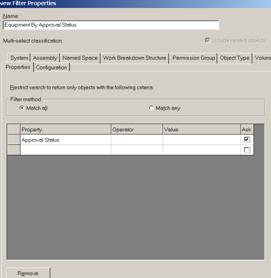 New Filter Properties
Name:
Equipment By Approval Status
Multi-select classification:
Include nested objects
System Assembly Named Space Work Breakdown Structure Permission Group Object Type Volume
Properties Configuration
Restrict search to return only objects with the following criteria:
Filter method
Match all Match any
Property Operator Value Ask
Approval Status
Remove